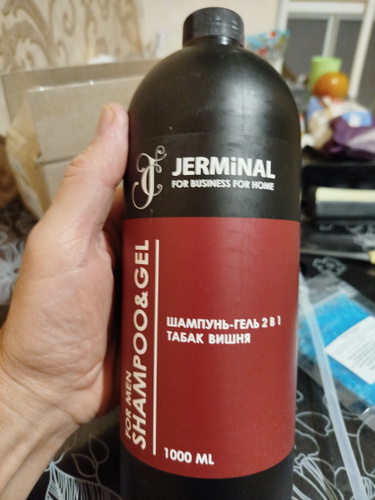 JERMiNAL
FOR BUSINESS FOR HOME
FOR MEN
SHAMPOO&GEL
ШАМПУНЬ-ГЕЛЬ 2 В 1
ТАБАК ВИШНЯ
1000 ML